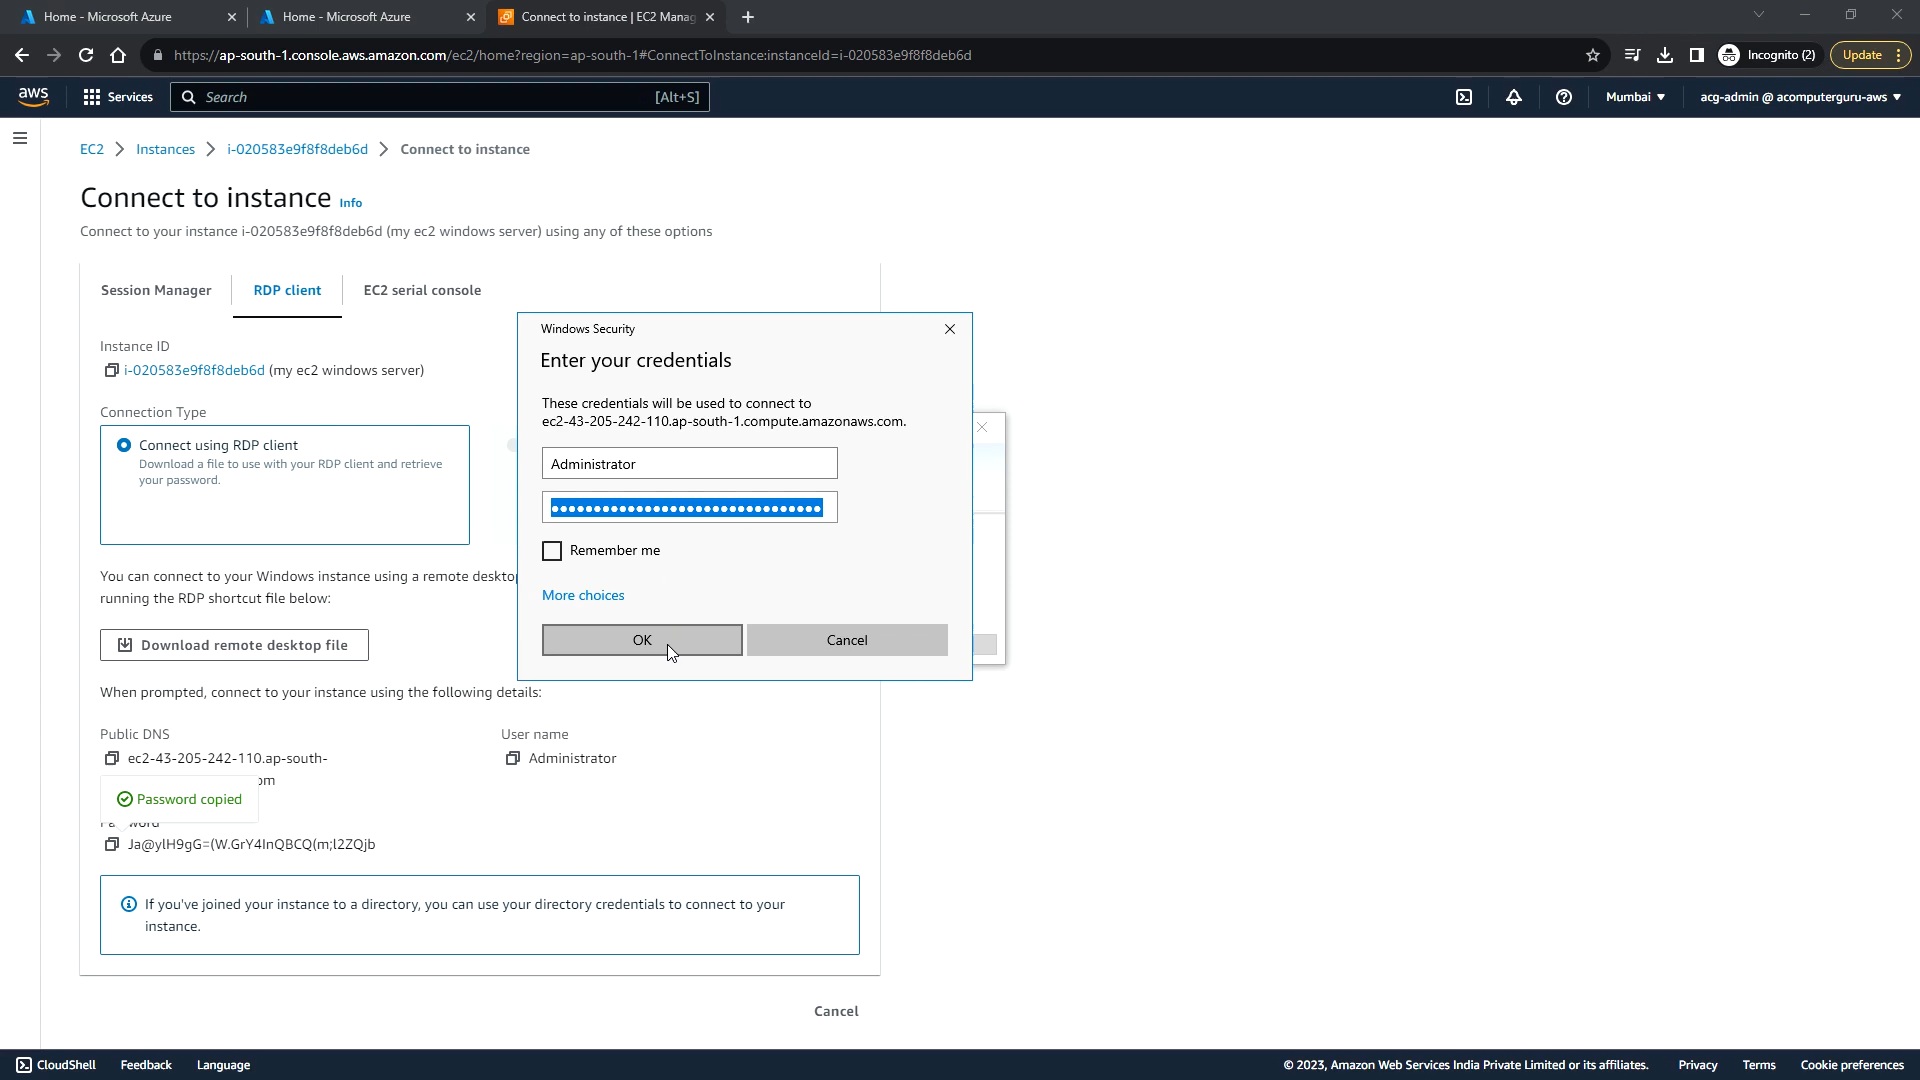 Home - Microsoft Azure
Home - Microsoft Azure
Connect to instance | EC2 Manag
https://ap-south-1.console.aws.amazon.com/ec2/home?region=ap-south-1#ConnectToInstance:instanceId=i-020583e9f8f8deb6d
Incognito (2)
Update
aws
Services
Search
[Alt+S]
Mumbai
acg-admin @ acomputerguru-aws
EC2
Instances
i-020583e9f8f8deb6d
Connect to instance
Connect to instance Info
Connect to your instance i-020583e9f8f8deb6d (my ec2 windows server) using any of these options
Session Manager
RDP client
EC2 serial console
Instance ID
i-020583e9f8f8deb6d (my ec2 windows server)
Connection Type
Connect using RDP client
Download a file to use with your RDP client and retrieve
your password.
You can connect to your Windows instance using a remote desktop
running the RDP shortcut file below:
Download remote desktop file
When prompted, connect to your instance using the following details:
Public DNS
ec2-43-205-242-110.ap-south-
om
User name
Administrator
Password copied
Ja@ylH9gG=(W.GrY4InQBCQ(m;l2ZQjb
If you've joined your instance to a directory, you can use your directory credentials to connect to your
instance.
Cancel
Windows Security
Enter your credentials
These credentials will be used to connect to
ec2-43-205-242-110.ap-south-1.compute.amazonaws.com.
Administrator
Remember me
More choices
OK
Cancel
CloudShell
Feedback
Language
© 2023, Amazon Web Services India Private Limited or its affiliates.
Privacy
Terms
Cookie preferences